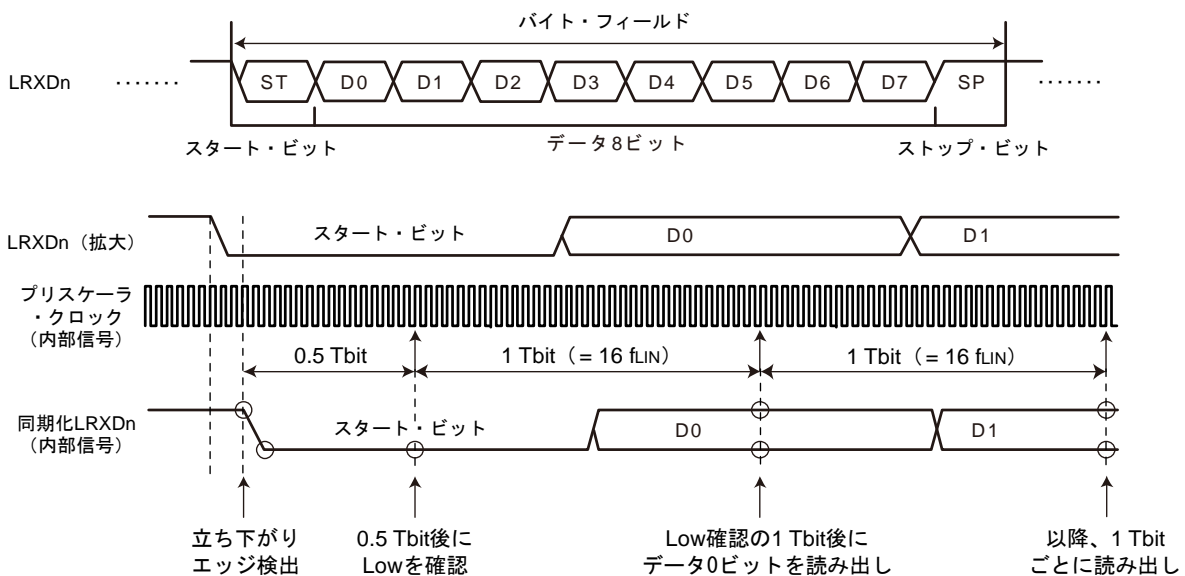 バイト・フィールド
LRXDn ······· ST D0 D1 D2 D3 D4 D5 D6 D7 SP ·······
スタート・ビット データ8ビット ストップ・ビット
LRXDn（拡大） スタート・ビット D0 D1
プリスケーラ
・クロック
（内部信号）
0.5 Tbit 1 Tbit（= 16 fLIN） 1 Tbit（= 16 fLIN）
同期化LRXDn
（内部信号）
スタート・ビット D0 D1
立ち下がり
エッジ検出
0.5 Tbit後に
Lowを確認
Low確認の1 Tbit後に
データ0ビットを読み出し
以降、1 Tbit
ごとに読み出し